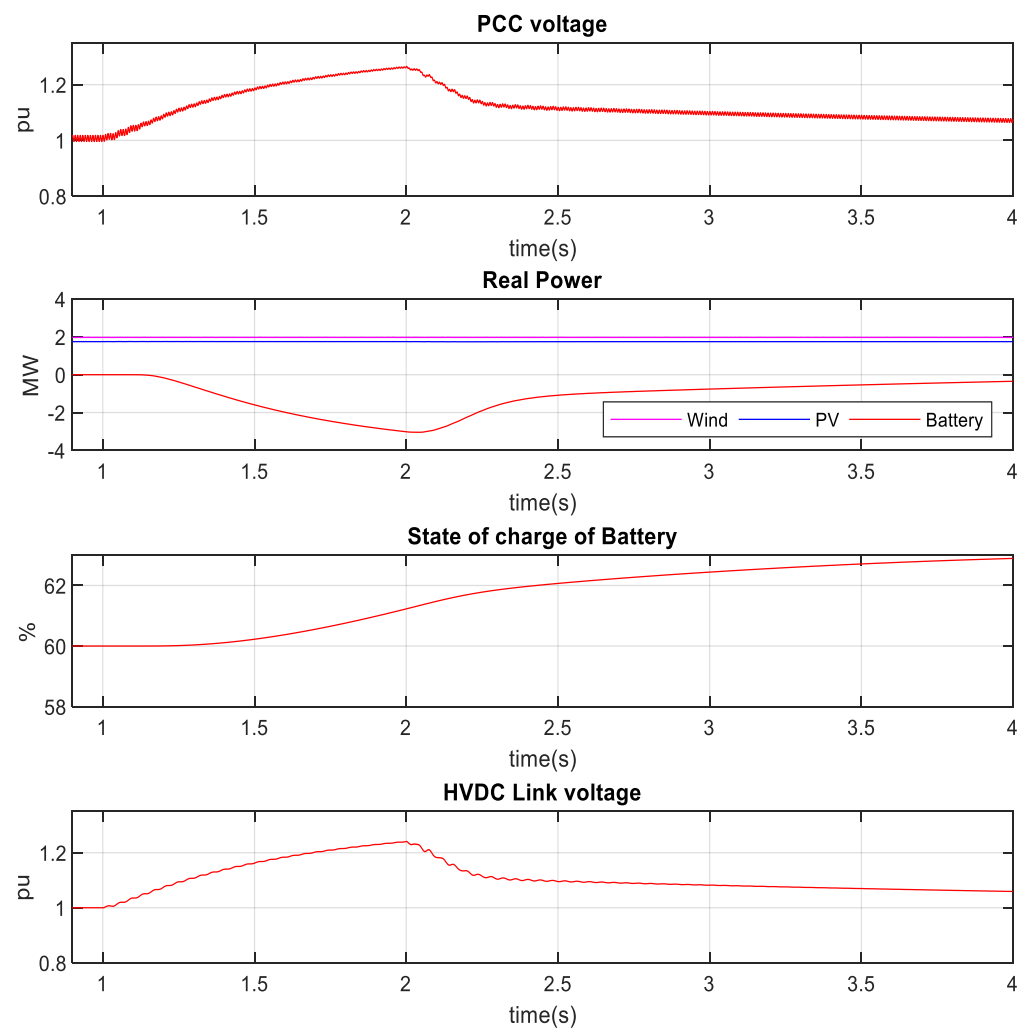 PCC voltage
1.2
1
0.8
pu
1 1.5 2 2.5 3 3.5 4
time(s)
Real Power
4
2
0
-2
-4
MW
Wind PV Battery
1 1.5 2 2.5 3 3.5 4
time(s)
State of charge of Battery
62
60
58
%
1 1.5 2 2.5 3 3.5 4
time(s)
HVDC Link voltage
1.2
1
0.8
pu
1 1.5 2 2.5 3 3.5 4
time(s)